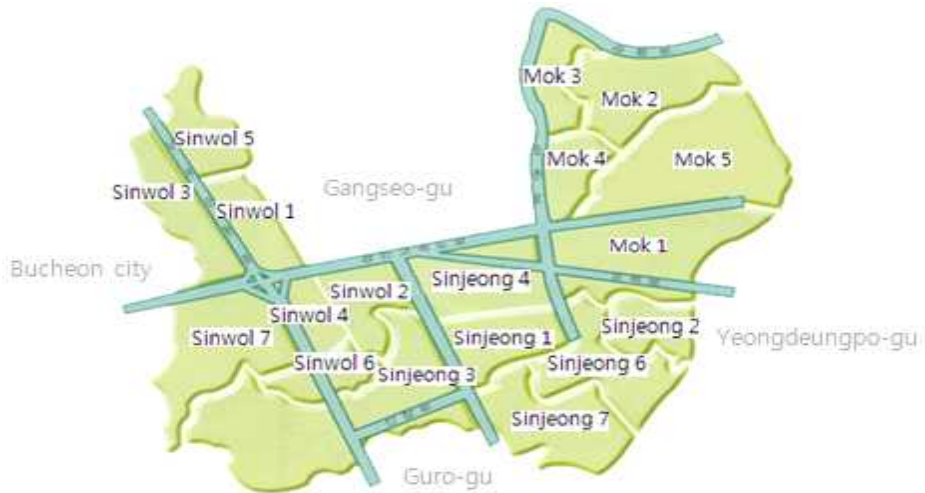 Mok 3
Mok 2
Sinwol 5
Mok 4
Mok 5
Gangseo-gu
Sinwol 3
Sinwol 1
Mok 1
Bucheon city
Sinjeong 4
Sinwol 2
Sinwol 4
Sinwol 7
Sinjeong 1
Sinjeong 2
Yeongdeungpo-gu
Sinwol 6
Sinjeong 6
Sinjeong 3
Sinjeong 7
Guro-gu